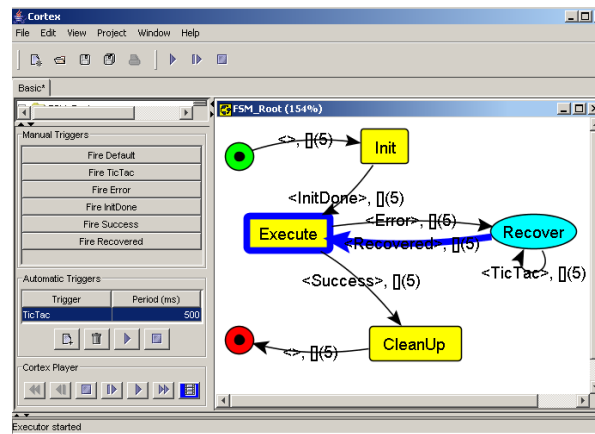 Cortex
File Edit View Project Window Help
Basic*
Manual Triggers
Fire Default
Fire TicTac
Fire Error
Fire InitDone
Fire Success
Fire Recovered
Automatic Triggers
Trigger Period (ms)
TicTac 500
Cortex Player
FSM_Root (154%)
<>, [](5)
Init
<InitDone>, [](5)
<Error>, [](5)
Execute
<Recovered>, [](5)
Recover
<TicTac>, [](5)
<Success>, [](5)
CleanUp
<>, [](5)
Executor started